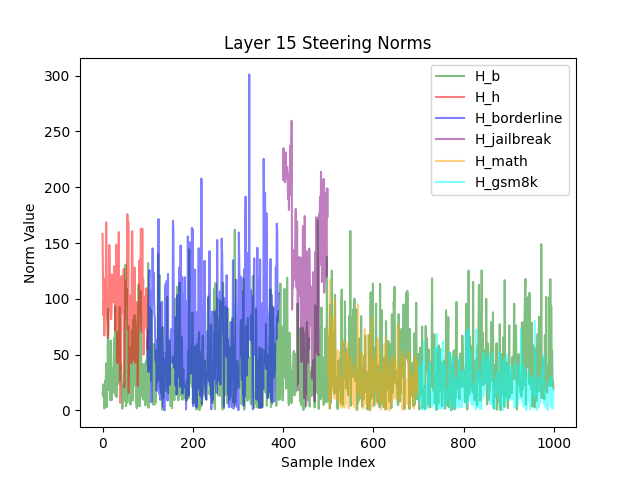 Layer 15 Steering Norms
300
250
200
150
100
50
0
Norm Value
H_b
H_h
H_borderline
H_jailbreak
H_math
H_gsm8k
0 200 400 600 800 1000
Sample Index